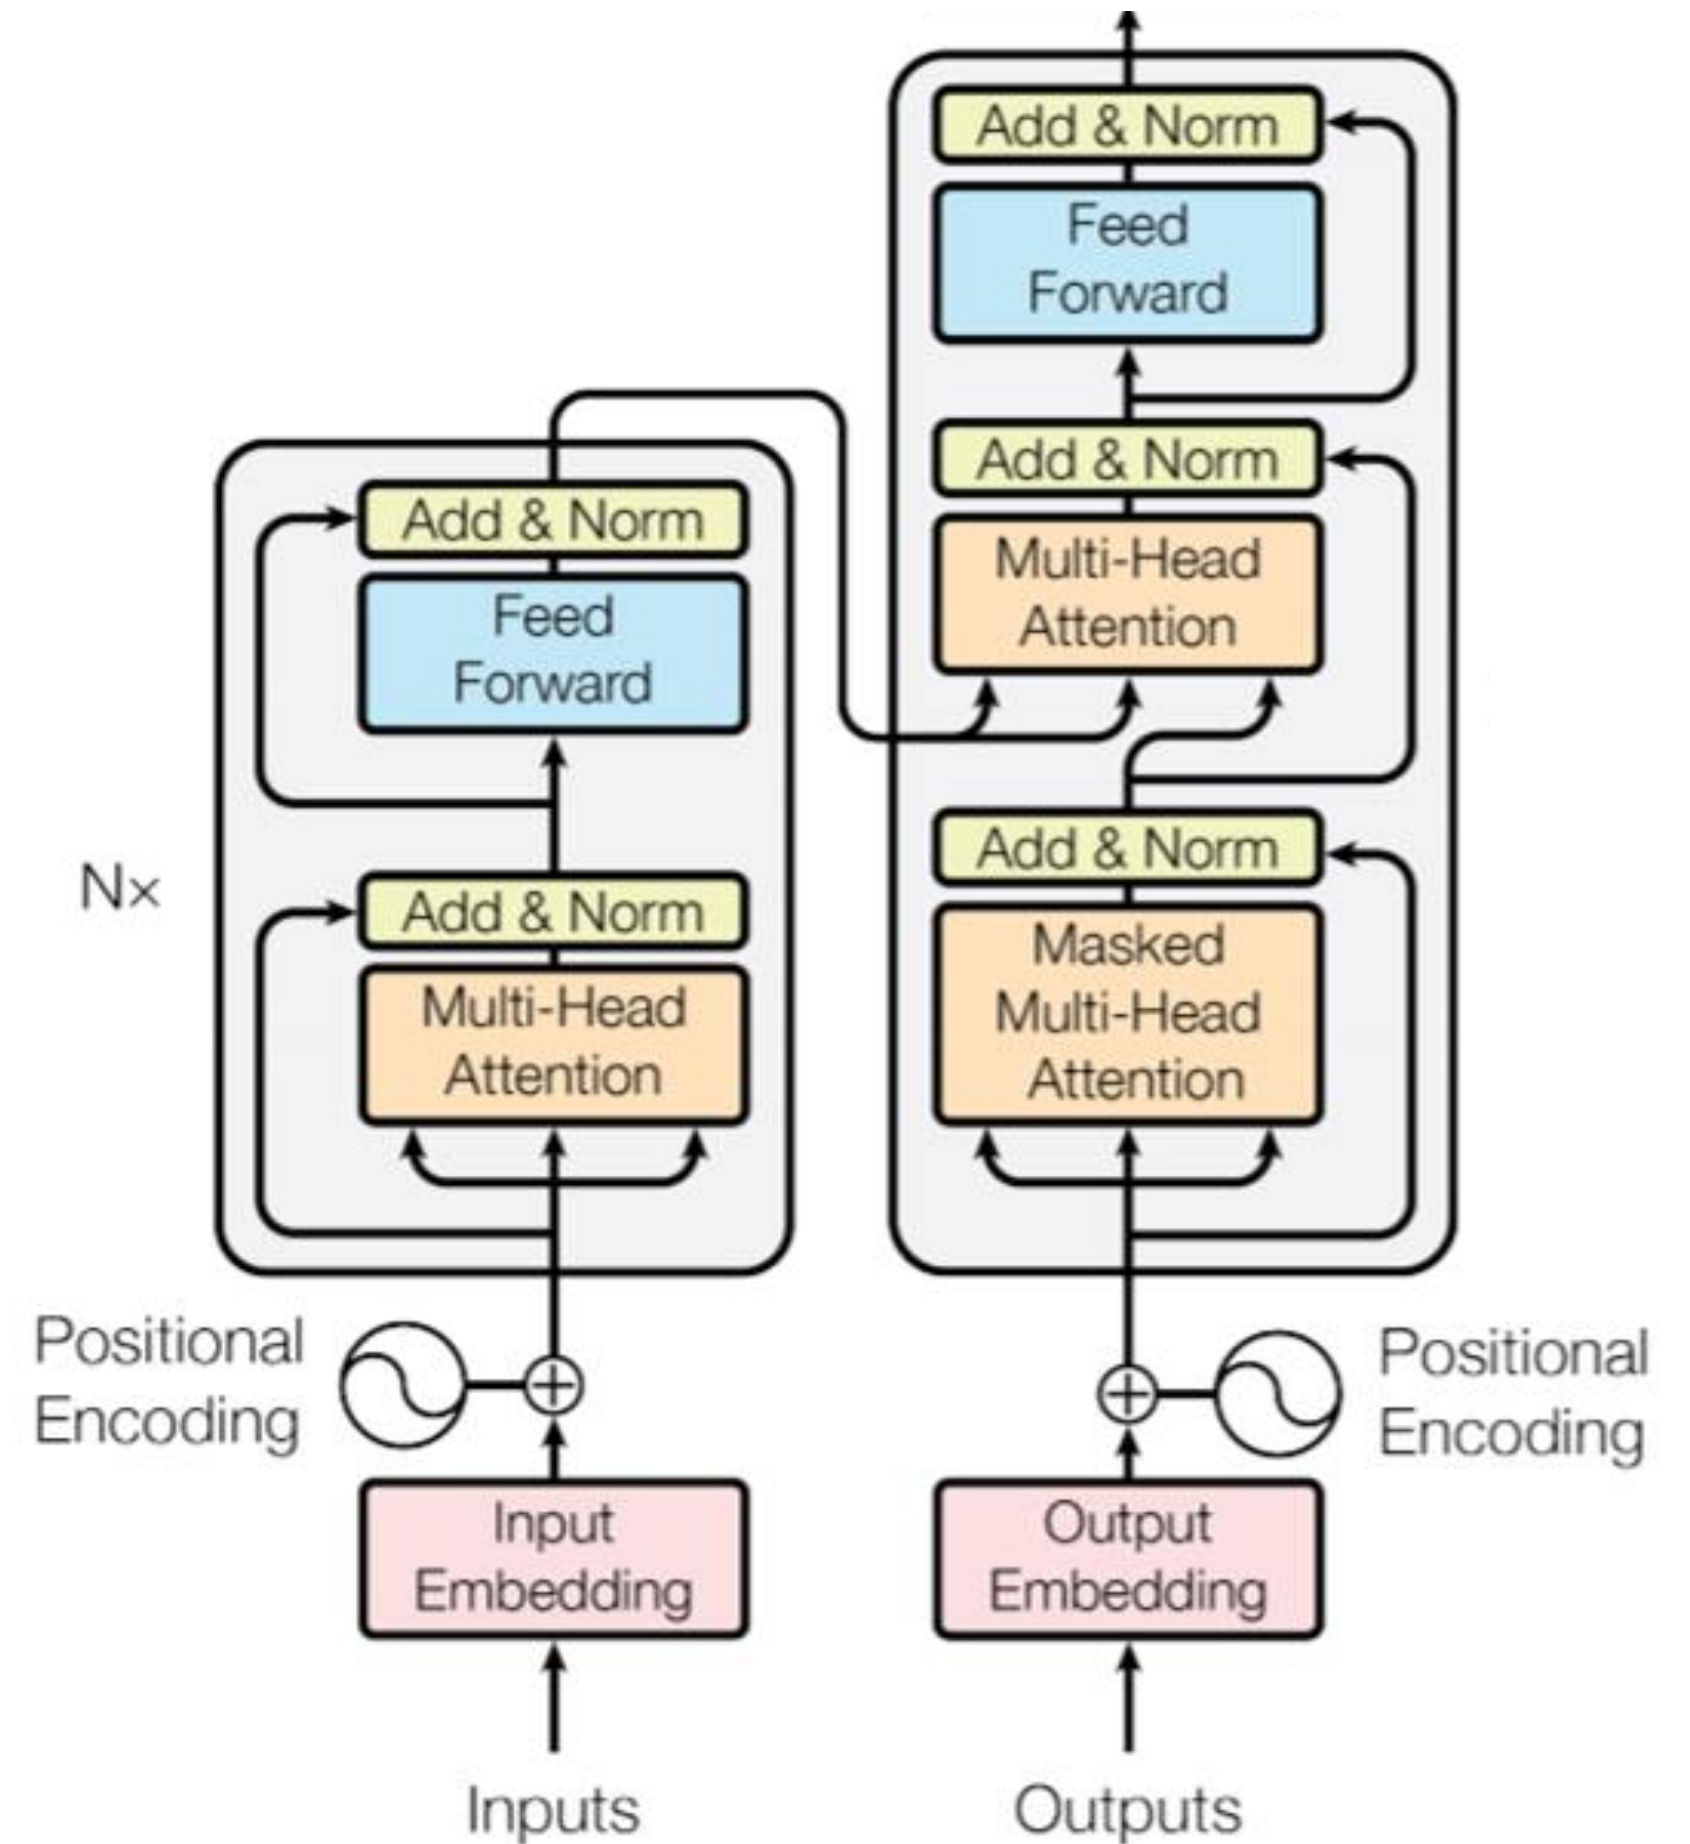 Add & Norm
Feed
Forward
Add & Norm
Multi-Head
Attention
Add & Norm
Masked
Multi-Head
Attention
Add & Norm
Feed
Forward
Nx
Add & Norm
Multi-Head
Attention
Positional
Encoding
Positional
Encoding
Input
Embedding
Output
Embedding
Inputs
Outputs